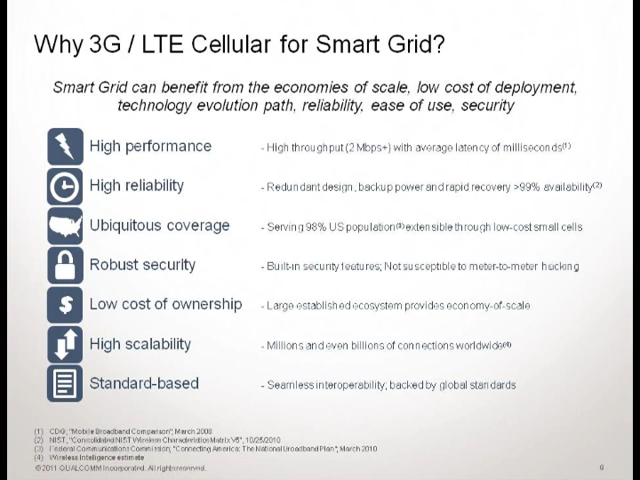 Why 3G / LTE Cellular for Smart Grid?
Smart Grid can benefit from the economies of scale, low cost of deployment,
technology evolution path, reliability, ease of use, security
High performance - High throughput (2 Mbps+) with average latency of milliseconds(1)
High reliability - Redundant design, backup power and rapid recovery >99% availability(2)
Ubiquitous coverage - Serving 98% US population(3) extensible through low-cost small cells
Robust security - Built-in security features; Not susceptible to meter-to-meter hacking
$ Low cost of ownership - Large established ecosystem provides economy-of-scale
High scalability - Millions and even billions of connections worldwide(4)
Standard-based - Seamless interoperability; backed by global standards
(1) CDG, "Mobile Broadband Comparison", March 2008
(2) NIST, "Consolidated NIST Wireless Characteristics Matrix V5", 10/25/2010
(3) Federal Communications Commission, "Connecting America: The National Broadband Plan", March 2010
(4) Wireless Intelligence estimate
© 2011 QUALCOMM Incorporated. All rights reserved. 6